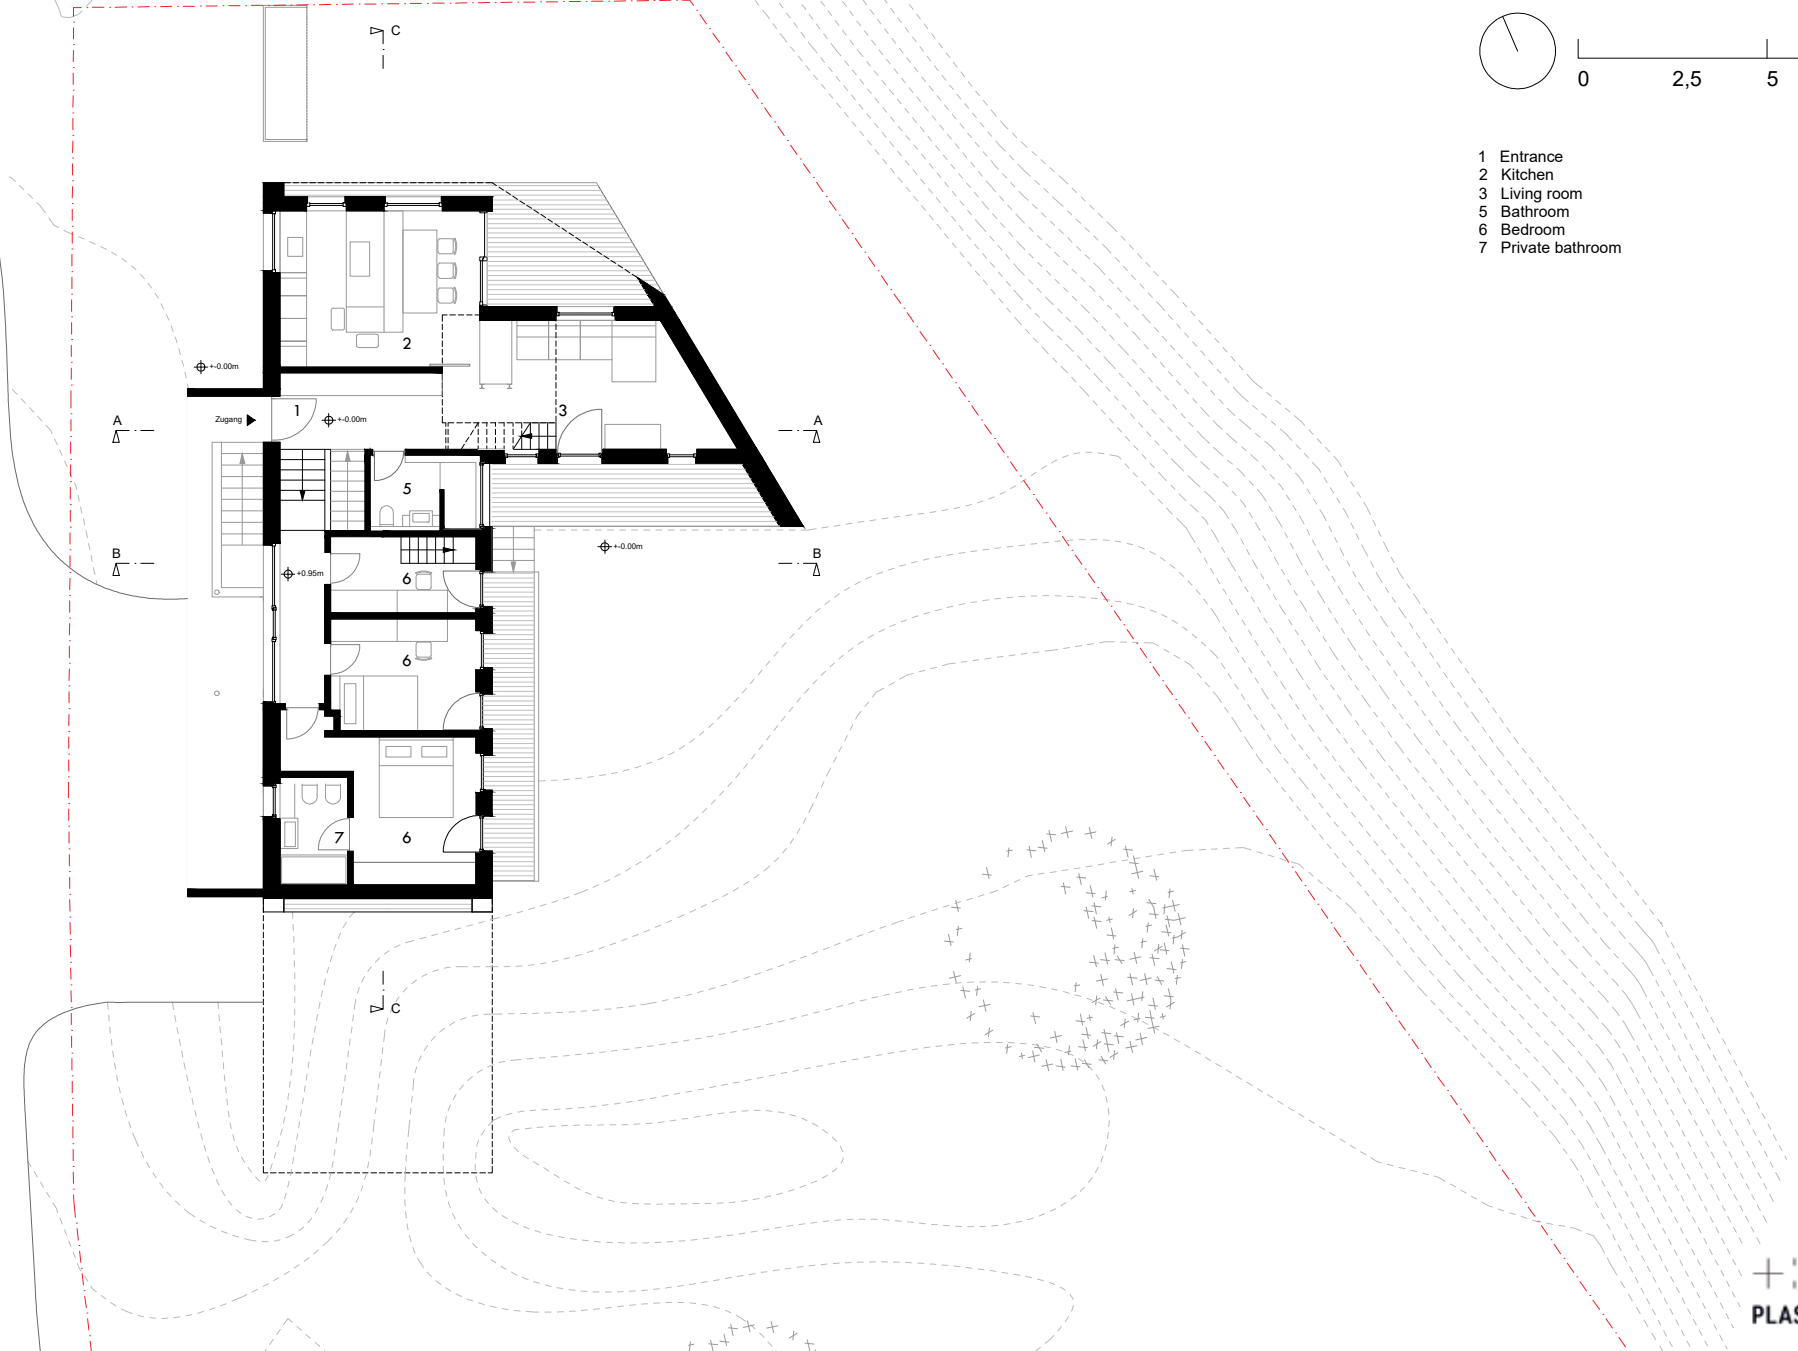 C
0 2,5 5
1 Entrance
2 Kitchen
3 Living room
5 Bathroom
6 Bedroom
7 Private bathroom
2
+-0.00m
1
Zugang
+-0.00m
3
A A
5
+-0.00m
B B
6
+0.95m
6
7
6
C
PLAS